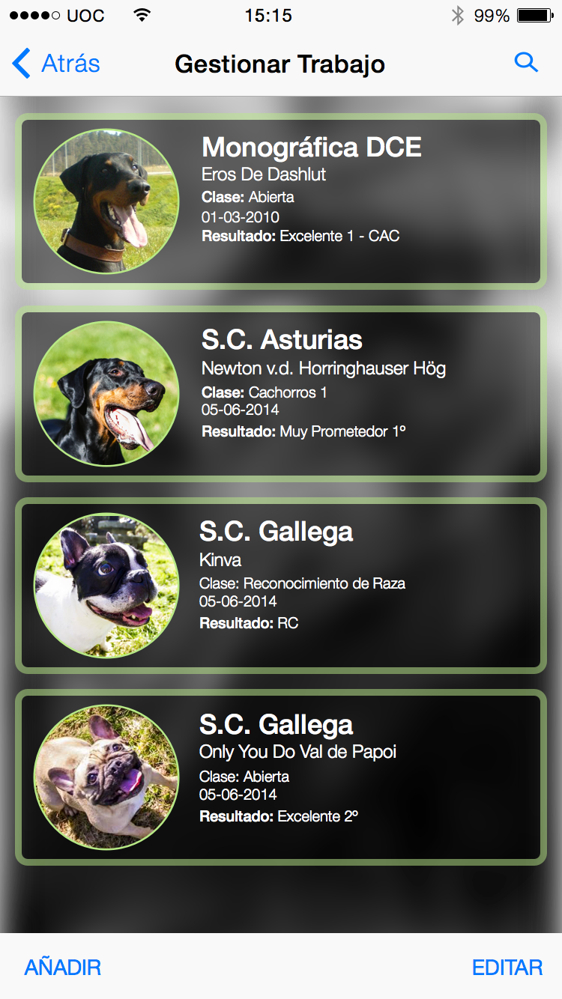 UOC 15:15 99%
Atrás Gestionar Trabajo
Monográfica DCE
Eros De Dashlut
Clase: Abierta
01-03-2010
Resultado: Excelente 1 - CAC
S.C. Asturias
Newton v.d. Horringhauser Hög
Clase: Cachorros 1
05-06-2014
Resultado: Muy Prometedor 1º
S.C. Gallega
Kinva
Clase: Reconocimiento de Raza
05-06-2014
Resultado: RC
S.C. Gallega
Only You Do Val de Papoi
Clase: Abierta
05-06-2014
Resultado: Excelente 2º
AÑADIR EDITAR